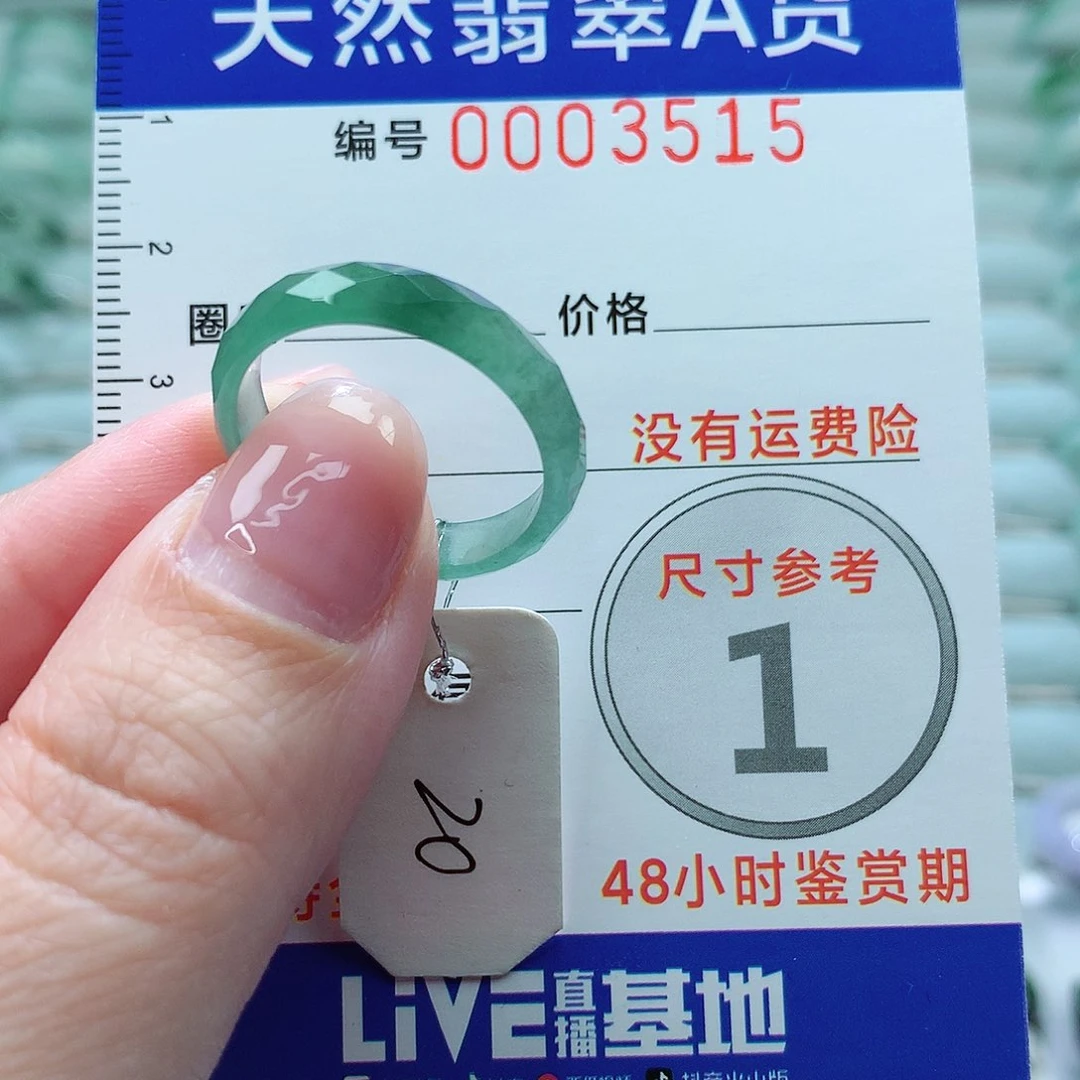 天然翡翠A货
编号 0003515
1
2
3
圈
价格
没有运费险
尺寸参考
1
20
48小时鉴赏期
LiVE直播基地